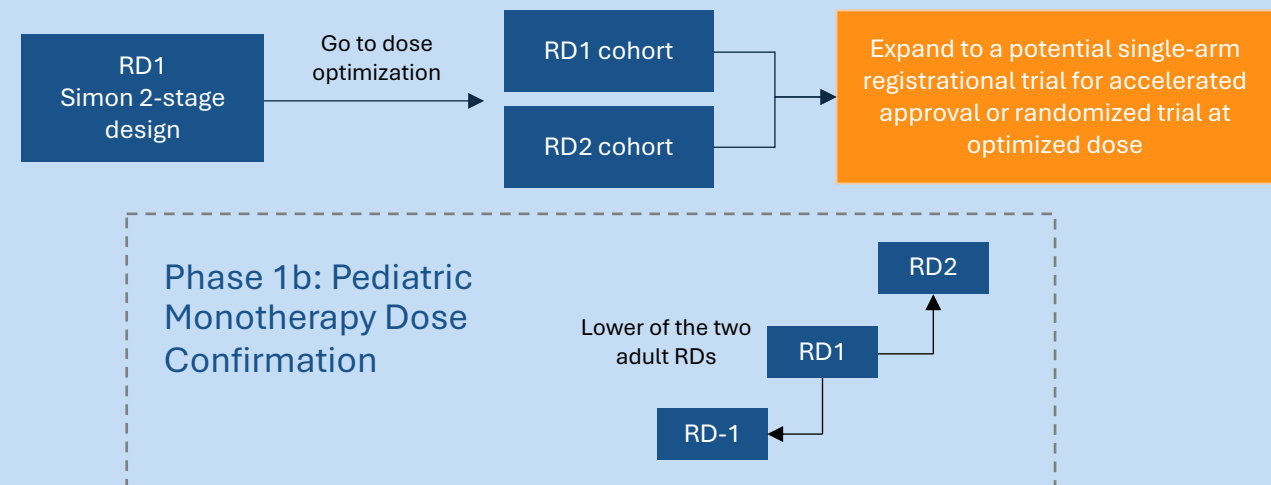 RD1
Simon 2-stage
design
Go to dose
optimization
RD1 cohort
RD2 cohort
Expand to a potential single-arm
registrational trial for accelerated
approval or randomized trial at
optimized dose
Phase 1b: Pediatric
Monotherapy Dose
Confirmation
Lower of the two
adult RDs
RD2
RD1
RD-1